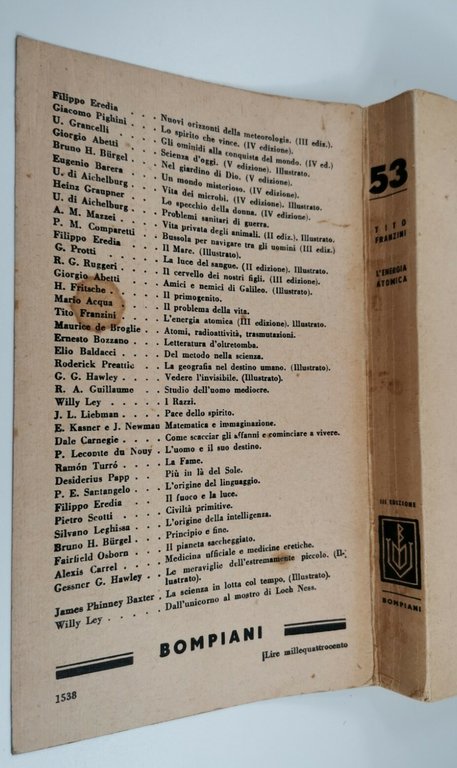 Filippo Eredia . . . Nuovi orizzonti della meteorologia. (III ediz.).
Giacomo Pighini . . . Lo spirito che vince. (IV edizione).
U. Grancelli . . . . Gli ominidi alla conquista del mondo. (IV ed.)
Giorgio Abetti . . . Scienza d'oggi. (V edizione). Illustrato.
Bruno H. Bürgel . . . Nel giardino di Dio. (V edizione).
Eugenio Barera . . . Un mondo misterioso. (IV edizione).
U. di Aichelburg . . . Vita dei microbi. (IV edizione). Illustrato.
Heinz Graupner . . . Lo specchio della donna. (IV edizione).
U. di Aichelburg . . . Problemi sanitari di guerra.
A. M. Mazzei . . . . Vita privata degli animali. (II ediz.). Illustrato.
P. M. Comparetti . . . Bussola per navigare tra gli uomini (III ediz.)
Filippo Eredia . . . . Il Mare. (Illustrato).
G. Protti . . . . . . La luce del sangue. (II edizione). Illustrato.
R. G. Ruggeri . . . . Il cervello dei nostri figli. (III edizione).
Giorgio Abetti . . . . Amici e nemici di Galileo. (Illustrato).
H. Fritsche . . . . . Il primogenito.
Mario Acqua . . . . Il problema della vita.
Tito Franzini . . . . L'energia atomica (III edizione). Illustrato.
Maurice de Broglie . . Atomi, radioattività, trasmutazioni.
Ernesto Bozzano . . . Letteratura d'oltretomba.
Elio Baldacci . . . . Del metodo nella scienza.
Roderick Preattic . . . La geografia nel destino umano. (Illustrato).
G. G. Hawley . . . . Vedere l'invisibile. (Illustrato).
R. A. Guillaume . . . Studio dell'uomo mediocre.
Willy Ley . . . . . I Razzi.
J. L. Liebman . . . . Pace dello spirito.
E. Kasner e J. Newman Matematica e immaginazione.
Dale Carnegie . . . . Come scacciar gli affanni e cominciare a vivere.
P. Lecomte du Nouy . . L'uomo e il suo destino.
Ramón Turró . . . . La Fame.
Desiderius Papp . . . Più in là del Sole.
P. E. Santangelo . . . L'origine del linguaggio.
Filippo Eredia . . . . Il fuoco e la luce.
Pietro Scotti . . . . Civiltà primitive.
Silvano Leghissa . . . L'origine della intelligenza.
Bruno H. Bürgel . . . Principio e fine.
Fairfield Osborn . . . Il pianeta saccheggiato.
Alexis Carrel . . . . Medicina ufficiale e medicine eretiche.
Gessner G. Hawley . . . Le meraviglie dell'estremamente piccolo. (Il-
lustrato).
James Phinney Baxter . La scienza in lotta col tempo, (Illustrato).
Willy Ley . . . . . Dall'unicorno al mostro di Loch Ness.
BOMPIANI
Lire millequattrocento
1538
53
TITO
FRANZINI
L'ENERGIA
ATOMICA
III EDIZIONE
BOMPIANI